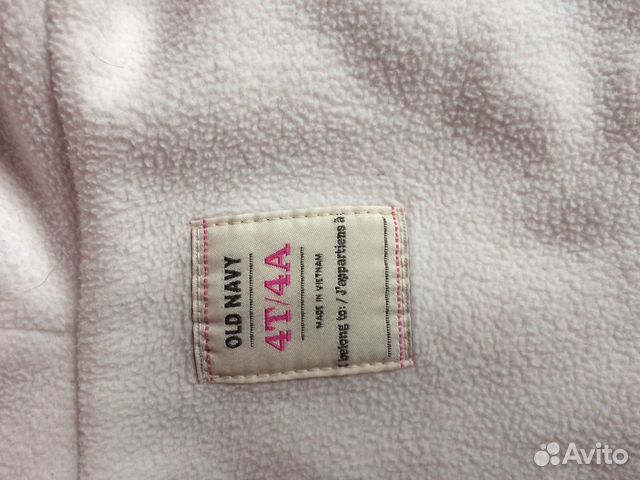 OLD NAVY
4T/4A
MADE IN VIETNAM
I belong to: / J'appartiens à:
Avito